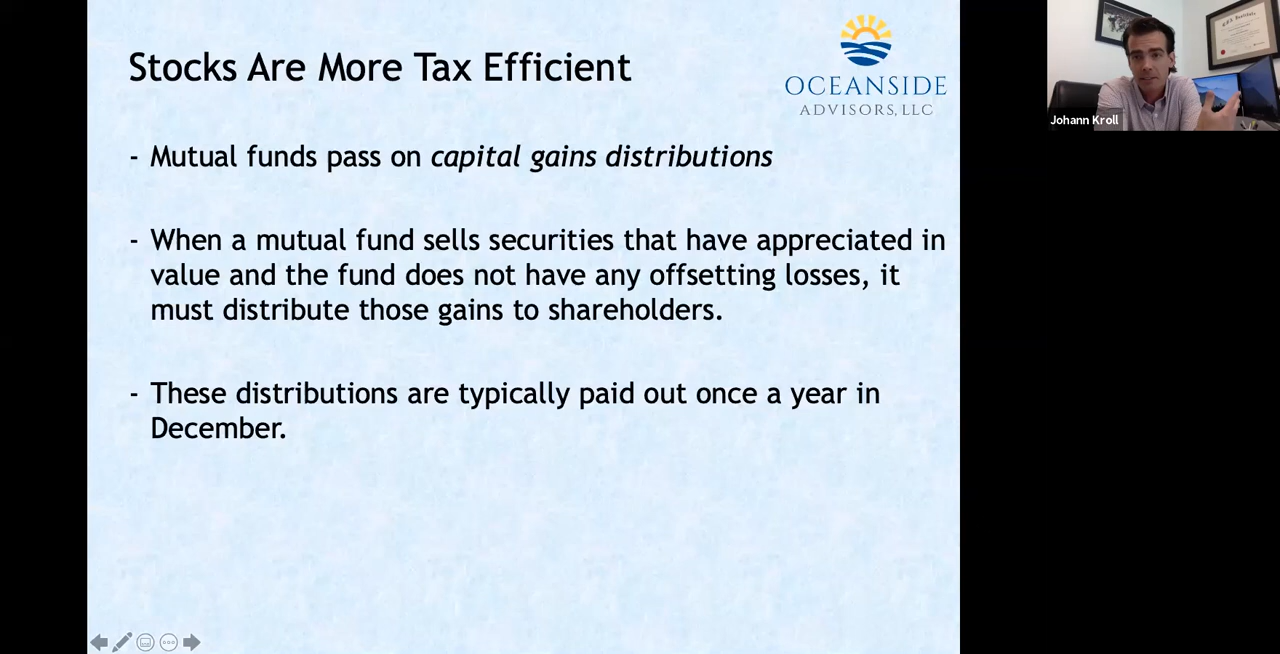 Stocks Are More Tax Efficient
OCEANSIDE
ADVISORS, LLC
- Mutual funds pass on capital gains distributions
- When a mutual fund sells securities that have appreciated in
value and the fund does not have any offsetting losses, it
must distribute those gains to shareholders.
- These distributions are typically paid out once a year in
December.
Johann Kroll